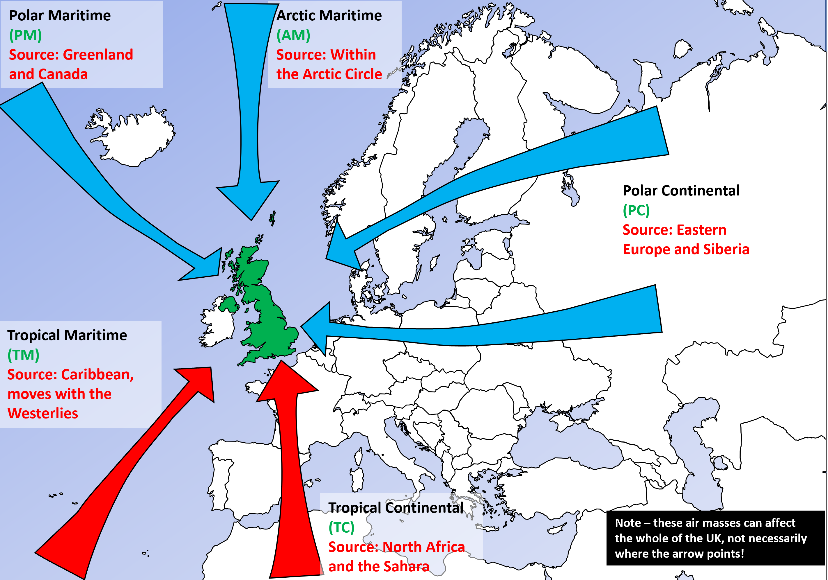 Polar Maritime
(PM)
Source: Greenland
and Canada
Arctic Maritime
(AM)
Source: Within
the Arctic Circle
Polar Continental
(PC)
Source: Eastern
Europe and Siberia
Tropical Maritime
(TM)
Source: Caribbean,
moves with the
Westerlies
Tropical Continental
(TC)
Source: North Africa
and the Sahara
Note – these air masses can affect
the whole of the UK, not necessarily
where the arrow points!